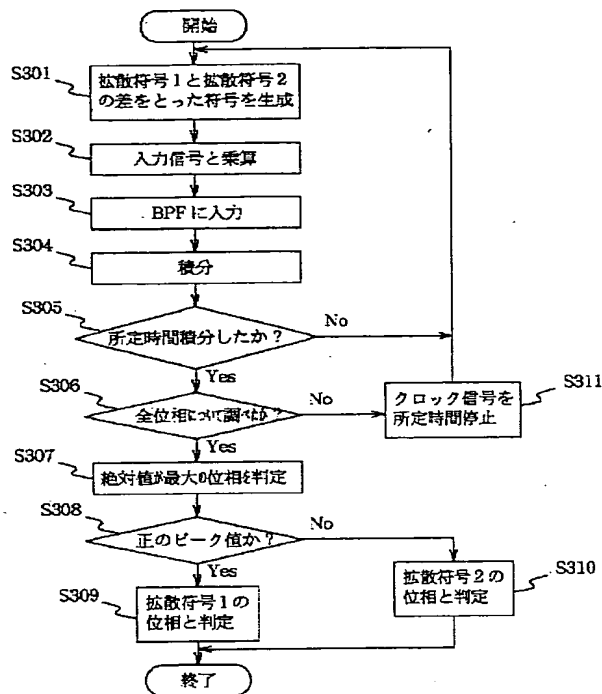 開始
S301
拡散符号1と拡散符号2
の差をとった符号を生成
S302
入力信号と乗算
S303
BPFに入力
S304
積分
S305
所定時間積分したか?
No
Yes
S306
全位相について調べたか?
No
Yes
S311
クロック信号を
所定時間停止
S307
絶対値が最大の位相を判定
S308
正のピーク値か?
No
Yes
S309
拡散符号1の
位相と判定
S310
拡散符号2の
位相と判定
終了